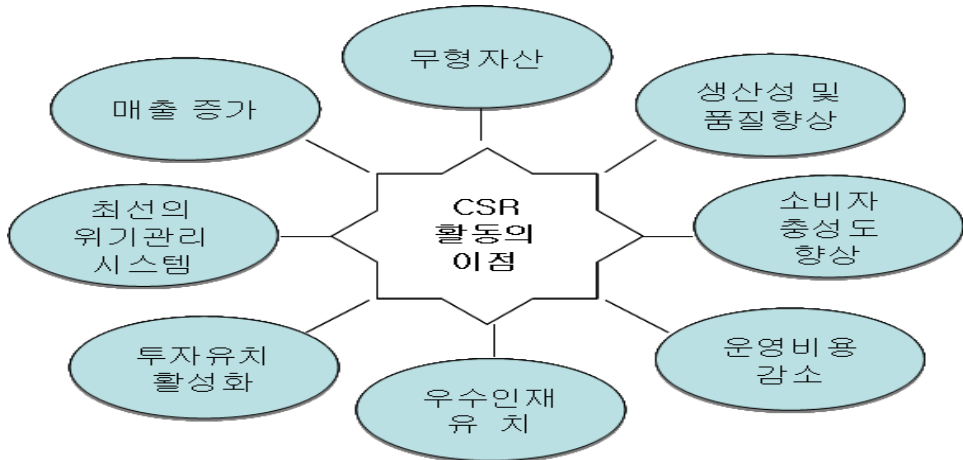 무형자산
매출 증가
생산성 및
품질향상
CSR
활동의
이점
최선의
위기관리
시스템
소비자
충성도
향상
투자유치
활성화
운영비용
감소
우수인재
유 치